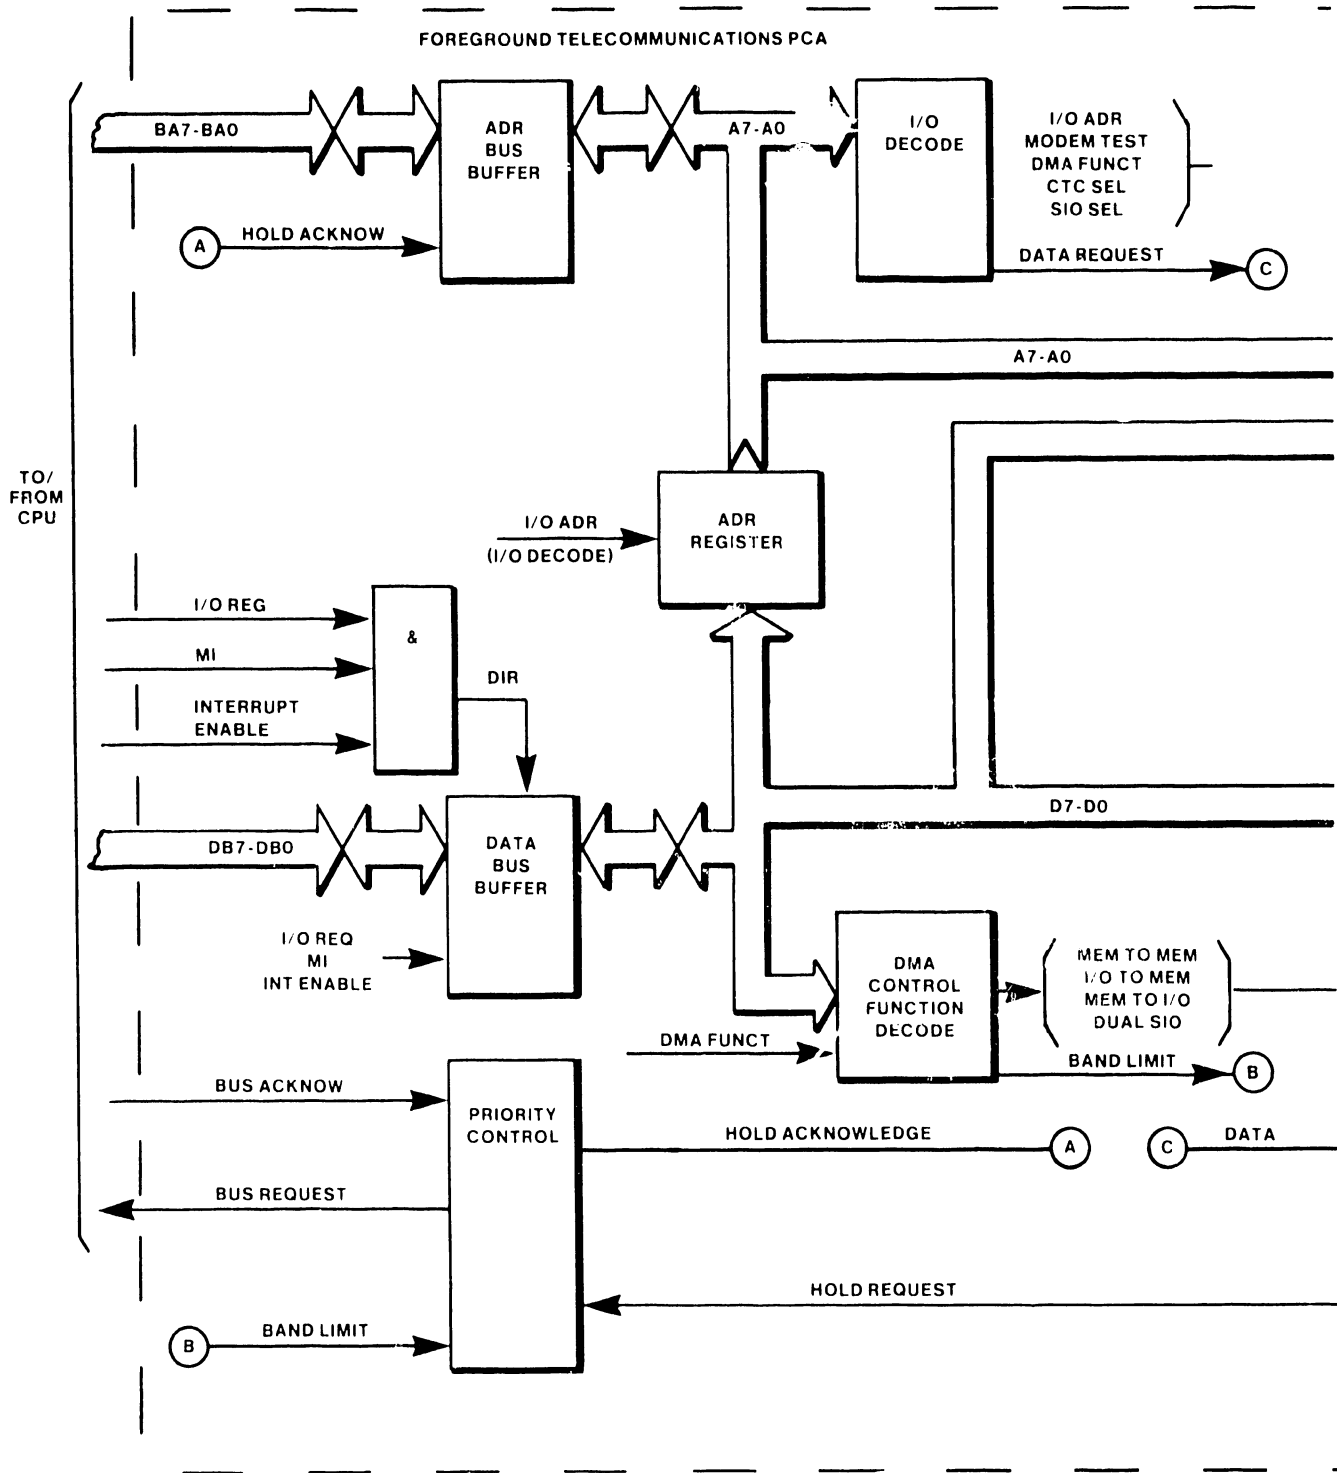 FOREGROUND TELECOMMUNICATIONS PCA
BA7-BA0
ADR
BUS
BUFFER
A7-A0
I/O
DECODE
I/O ADR
MODEM TEST
DMA FUNCT
CTC SEL
SIO SEL
A
HOLD ACKNOW
DATA REQUEST
C
A7-A0
TO/
FROM
CPU
I/O ADR
(I/O DECODE)
ADR
REGISTER
I/O REG
MI
INTERRUPT
ENABLE
&
DIR
DB7-DB0
DATA
BUS
BUFFER
D7-D0
I/O REQ
MI
INT ENABLE
DMA
CONTROL
FUNCTION
DECODE
MEM TO MEM
I/O TO MEM
MEM TO I/O
DUAL SIO
DMA FUNCT
BAND LIMIT
B
BUS ACKNOW
PRIORITY
CONTROL
HOLD ACKNOWLEDGE
A
C
DATA
BUS REQUEST
HOLD REQUEST
B
BAND LIMIT